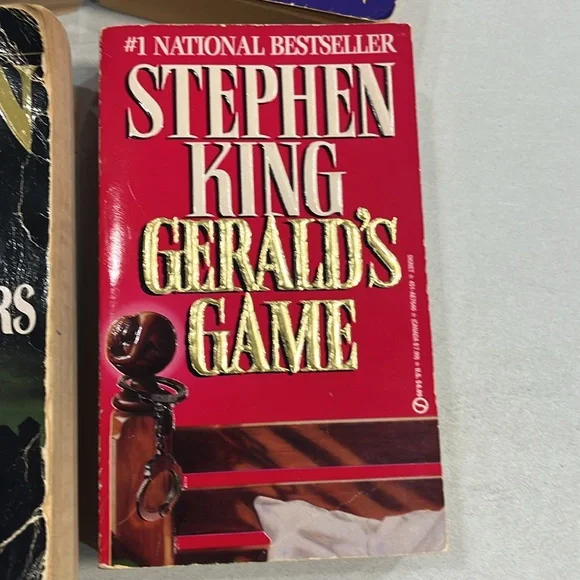 #1 NATIONAL BESTSELLER
STEPHEN
KING
GERALD'S
GAME
RS